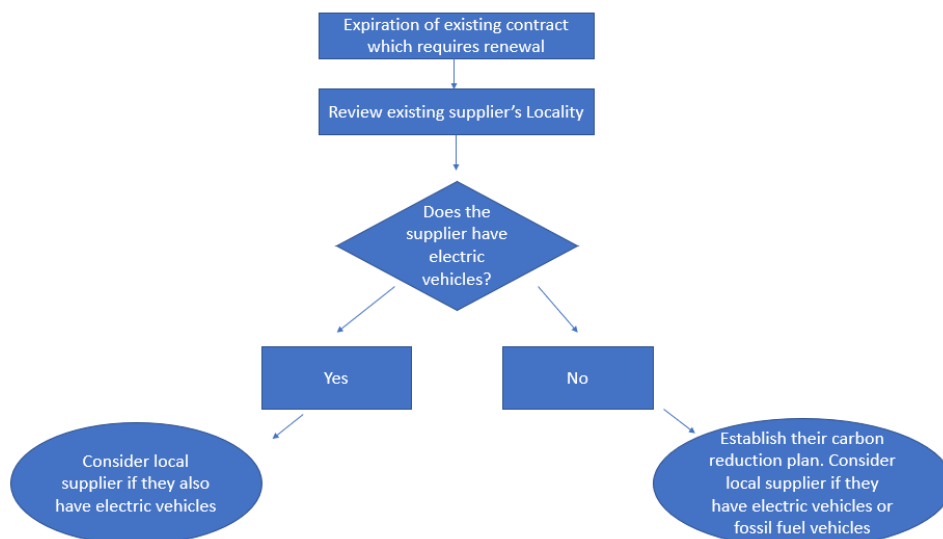 Expiration of existing contract
which requires renewal
Review existing supplier's Locality
Does the
supplier have
electric
vehicles?
Yes
No
Consider local
supplier if they also
have electric vehicles
Establish their carbon
reduction plan. Consider
local supplier if they
have electric vehicles or
fossil fuel vehicles